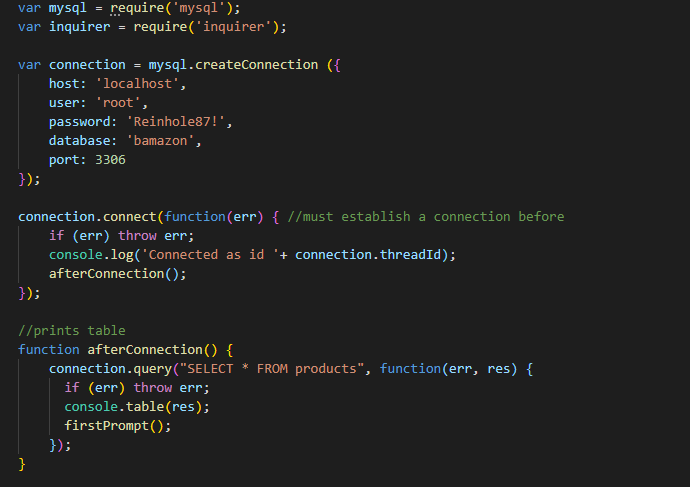 var mysql = require('mysql');
var inquirer = require('inquirer');
var connection = mysql.createConnection ({
host: 'localhost',
user: 'root',
password: 'Reinhole87!',
database: 'bamazon',
port: 3306
});
connection.connect(function(err) { //must establish a connection before
if (err) throw err;
console.log('Connected as id '+ connection.threadId);
afterConnection();
});
//prints table
function afterConnection() {
connection.query("SELECT * FROM products", function(err, res) {
if (err) throw err;
console.table(res);
firstPrompt();
});
}